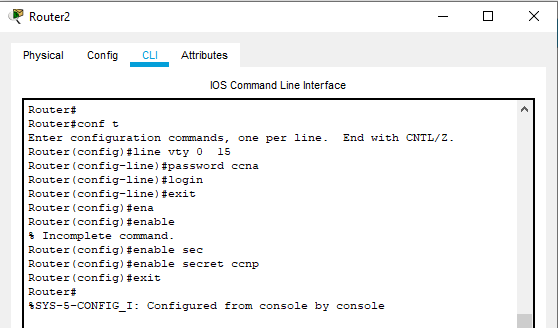 Router2
Physical Config CLI Attributes
IOS Command Line Interface
Router#
Router#conf t
Enter configuration commands, one per line.  End with CNTL/Z.
Router(config)#line vty 0  15
Router(config-line)#password ccna
Router(config-line)#login
Router(config-line)#exit
Router(config)#ena
Router(config)#enable
% Incomplete command.
Router(config)#enable sec
Router(config)#enable secret ccnp
Router(config)#exit
Router#
%SYS-5-CONFIG_I: Configured from console by console